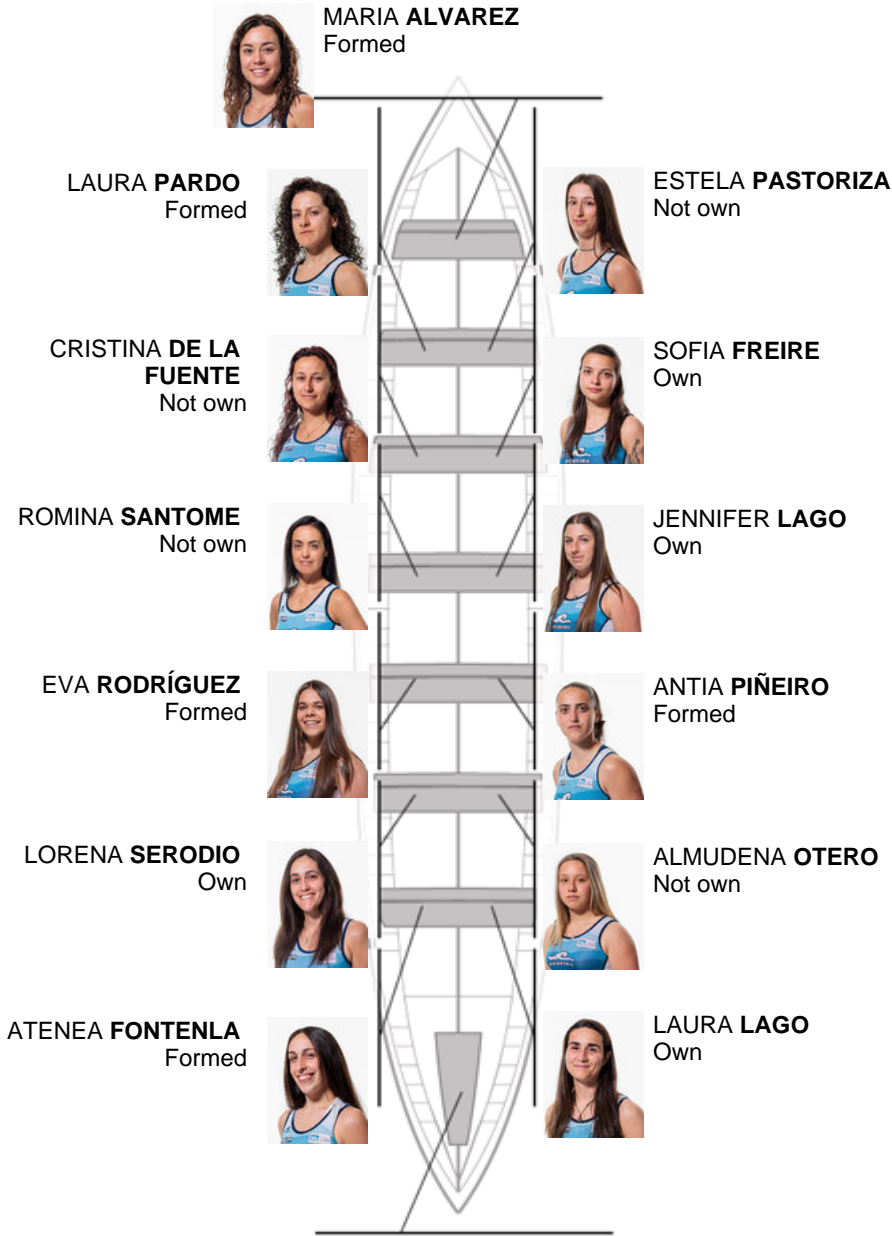 MARIA ALVAREZ
Formed
LAURA PARDO
Formed
ESTELA PASTORIZA
Not own
CRISTINA DE LA
FUENTE
Not own
SOFIA FREIRE
Own
ROMINA SANTOME
Not own
JENNIFER LAGO
Own
EVA RODRÍGUEZ
Formed
ANTIA PIÑEIRO
Formed
LORENA SERODIO
Own
ALMUDENA OTERO
Not own
ATENEA FONTENLA
Formed
LAURA LAGO
Own